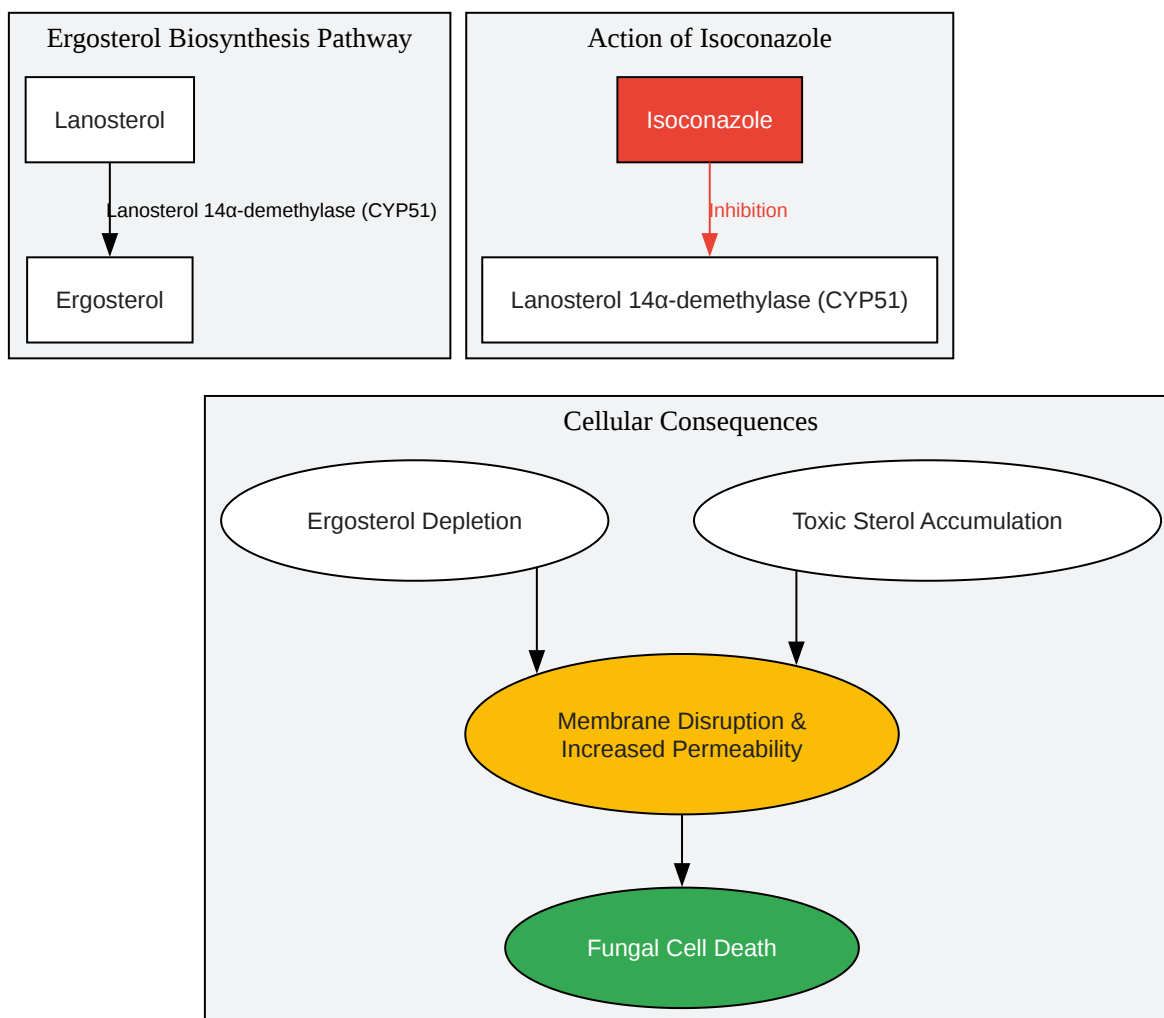 Ergosterol Biosynthesis Pathway
Lanosterol
Lanosterol 14α-demethylase (CYP51)
Ergosterol
Action of Isoconazole
Isoconazole
Inhibition
Lanosterol 14α-demethylase (CYP51)
Cellular Consequences
Ergosterol Depletion
Toxic Sterol Accumulation
Membrane Disruption &
Increased Permeability
Fungal Cell Death